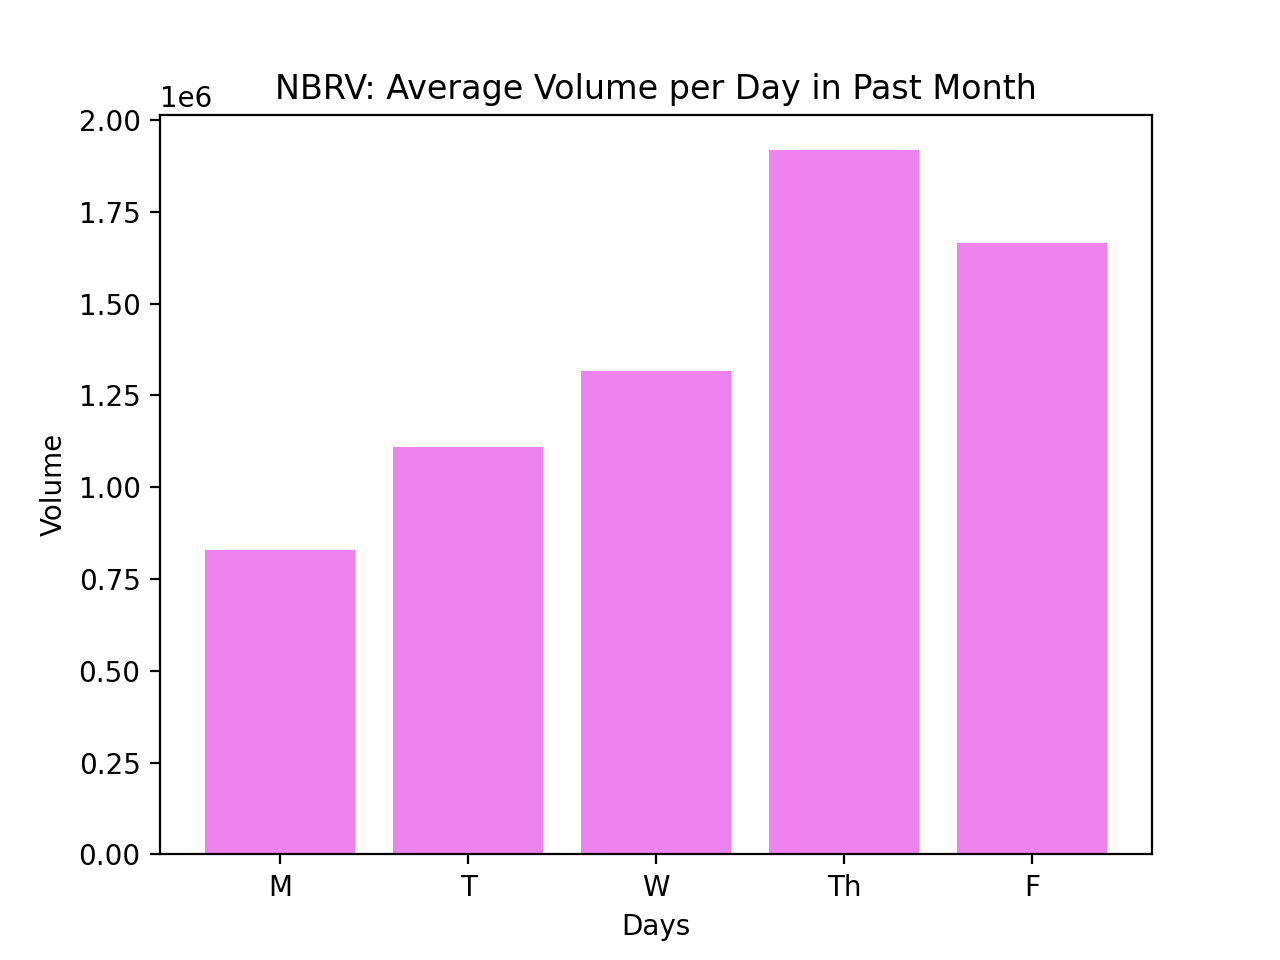 NBRV: Average Volume per Day in Past Month
1e6
2.00
1.75
1.50
1.25
1.00
0.75
0.50
0.25
0.00
Volume
M T W Th F
Days